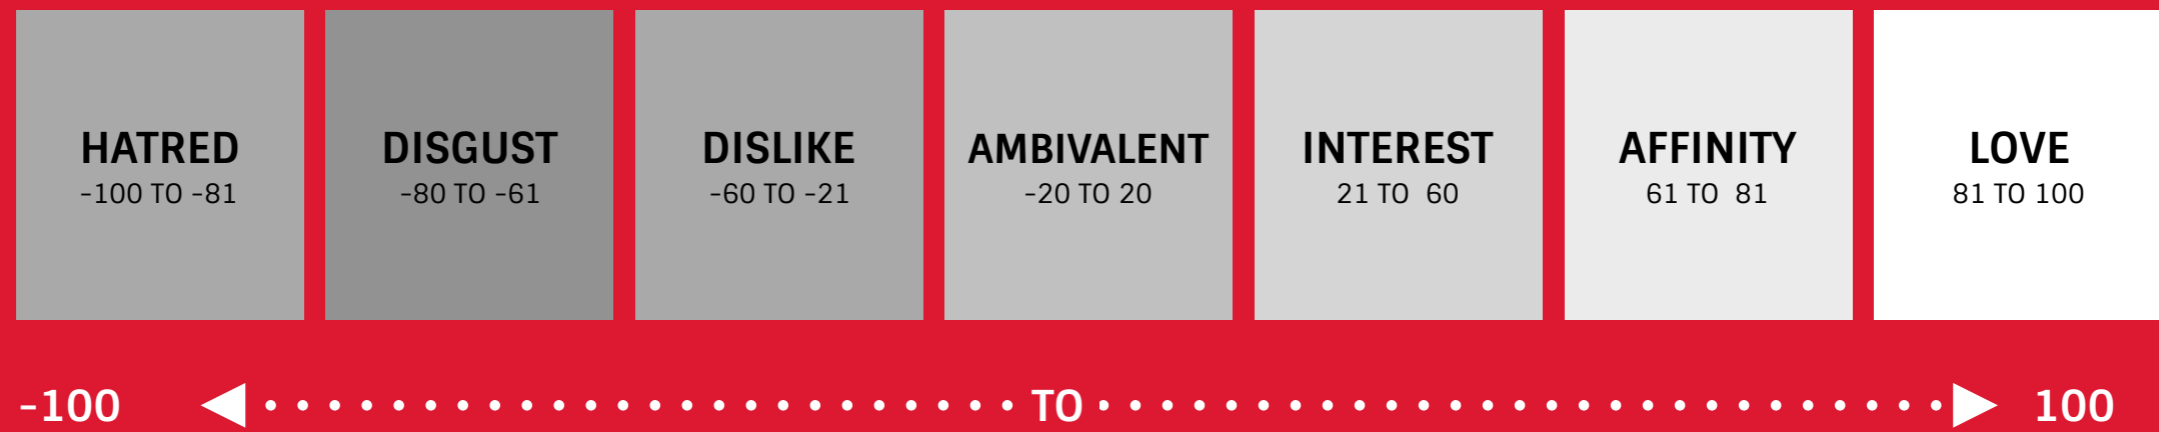 HATRED
-100 TO -81
DISGUST
-80 TO -61
DISLIKE
-60 TO -21
AMBIVALENT
-20 TO 20
INTEREST
21 TO 60
AFFINITY
61 TO 81
LOVE
81 TO 100
-100 TO 100